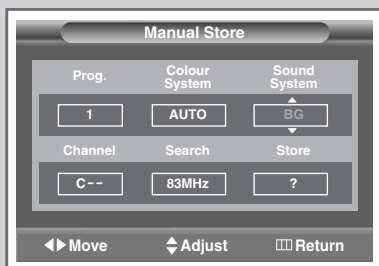 Manual Store
Prog. Colour System Sound System
1 AUTO BG
Channel Search Store
C-- 83MHz ?
Move Adjust Return